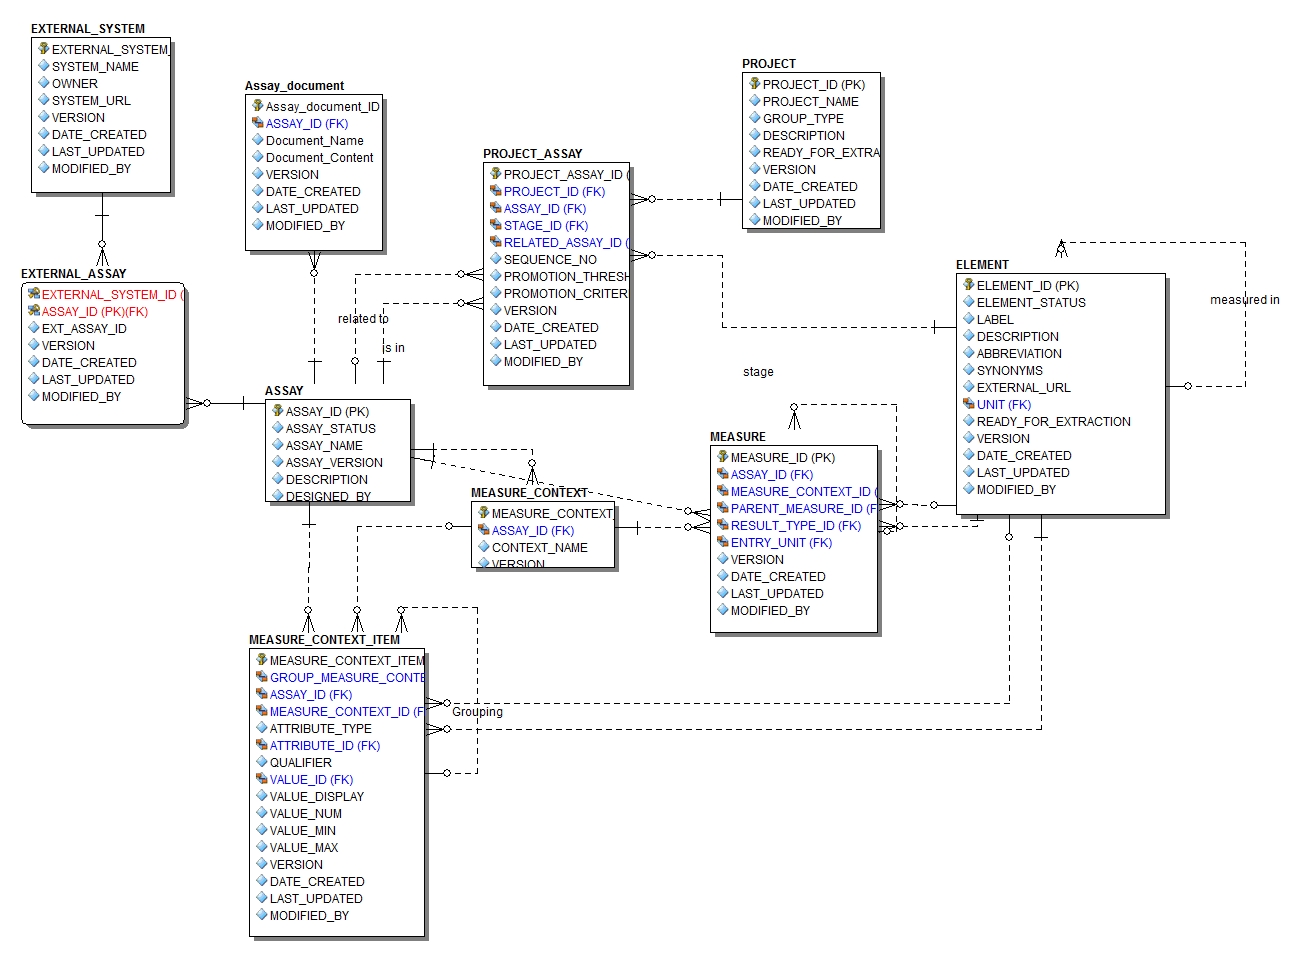 EXTERNAL_SYSTEM
EXTERNAL_SYSTEM_
SYSTEM_NAME
OWNER
SYSTEM_URL
VERSION
DATE_CREATED
LAST_UPDATED
MODIFIED_BY
Assay_document
Assay_document_ID
ASSAY_ID (FK)
Document_Name
Document_Content
VERSION
DATE_CREATED
LAST_UPDATED
MODIFIED_BY
PROJECT
PROJECT_ID (PK)
PROJECT_NAME
GROUP_TYPE
DESCRIPTION
READY_FOR_EXTRA
VERSION
DATE_CREATED
LAST_UPDATED
MODIFIED_BY
PROJECT_ASSAY
PROJECT_ASSAY_ID (
PROJECT_ID (FK)
ASSAY_ID (FK)
STAGE_ID (FK)
RELATED_ASSAY_ID (
SEQUENCE_NO
PROMOTION_THRESH
PROMOTION_CRITER
VERSION
DATE_CREATED
LAST_UPDATED
MODIFIED_BY
EXTERNAL_ASSAY
EXTERNAL_SYSTEM_ID (
ASSAY_ID (PK)(FK)
EXT_ASSAY_ID
VERSION
DATE_CREATED
LAST_UPDATED
MODIFIED_BY
related to
is in
ELEMENT
ELEMENT_ID (PK)
ELEMENT_STATUS
LABEL
DESCRIPTION
ABBREVIATION
SYNONYMS
EXTERNAL_URL
UNIT (FK)
READY_FOR_EXTRACTION
VERSION
DATE_CREATED
LAST_UPDATED
MODIFIED_BY
measured in
stage
ASSAY
ASSAY_ID (PK)
ASSAY_STATUS
ASSAY_NAME
ASSAY_VERSION
DESCRIPTION
DESIGNED_BY
MEASURE_CONTEXT
MEASURE_CONTEXT_
ASSAY_ID (FK)
CONTEXT_NAME
VERSION
MEASURE
MEASURE_ID (PK)
ASSAY_ID (FK)
MEASURE_CONTEXT_ID (
PARENT_MEASURE_ID (F
RESULT_TYPE_ID (FK)
ENTRY_UNIT (FK)
VERSION
DATE_CREATED
LAST_UPDATED
MODIFIED_BY
MEASURE_CONTEXT_ITEM
MEASURE_CONTEXT_ITEM
GROUP_MEASURE_CONTE
ASSAY_ID (FK)
MEASURE_CONTEXT_ID (F
ATTRIBUTE_TYPE
ATTRIBUTE_ID (FK)
QUALIFIER
VALUE_ID (FK)
VALUE_DISPLAY
VALUE_NUM
VALUE_MIN
VALUE_MAX
VERSION
DATE_CREATED
LAST_UPDATED
MODIFIED_BY
Grouping